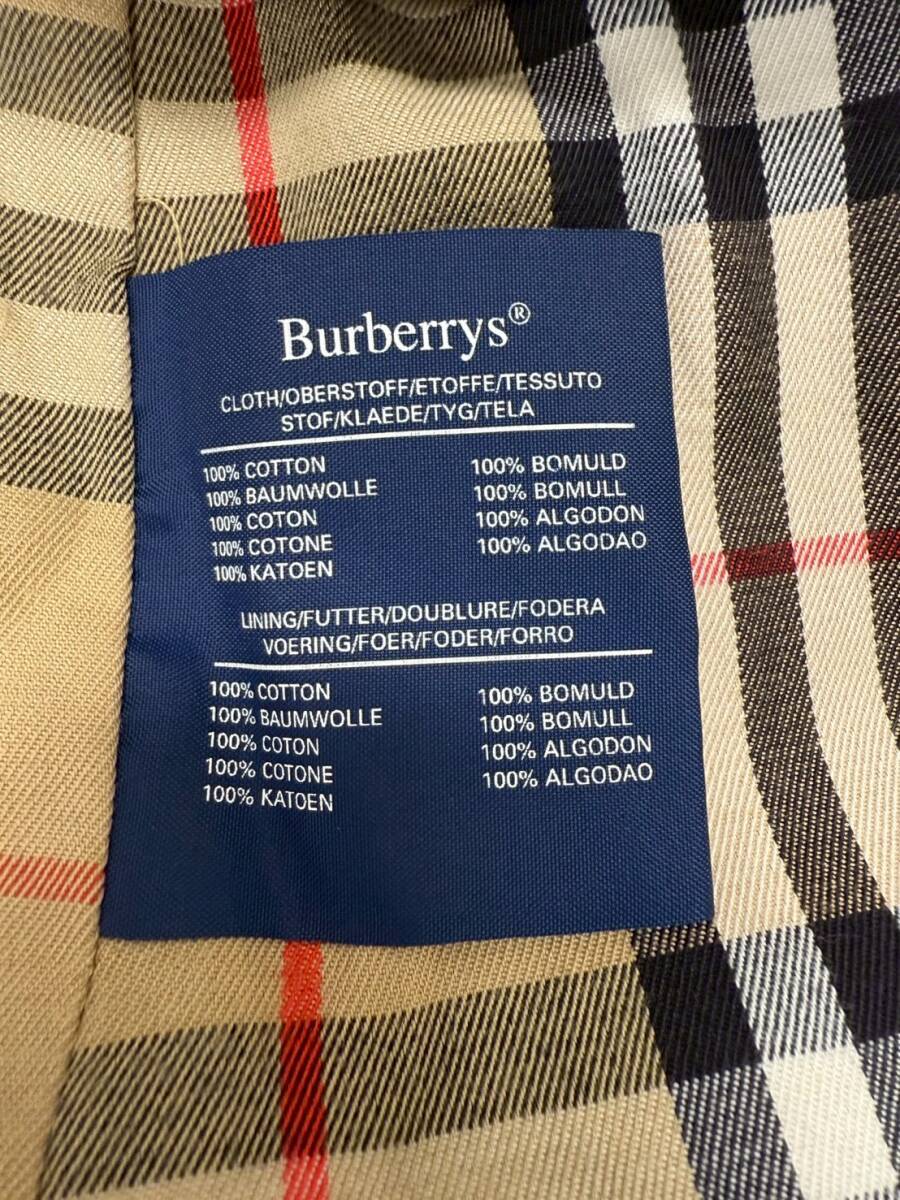 Burberrys®
CLOTH/OBERSTOFF/ETOFFE/TESSUTO
STOF/KLAEDE/TYG/TELA
100% COTTON
100% BAUMWOLLE
100% COTON
100% COTONE
100% KATOEN
100% BOMULD
100% BOMULL
100% ALGODON
100% ALGODAO
LINING/FUTTER/DOUBLURE/FODERA
VOERING/FOER/FODER/FORRO
100% COTTON
100% BAUMWOLLE
100% COTON
100% COTONE
100% KATOEN
100% BOMULD
100% BOMULL
100% ALGODON
100% ALGODAO